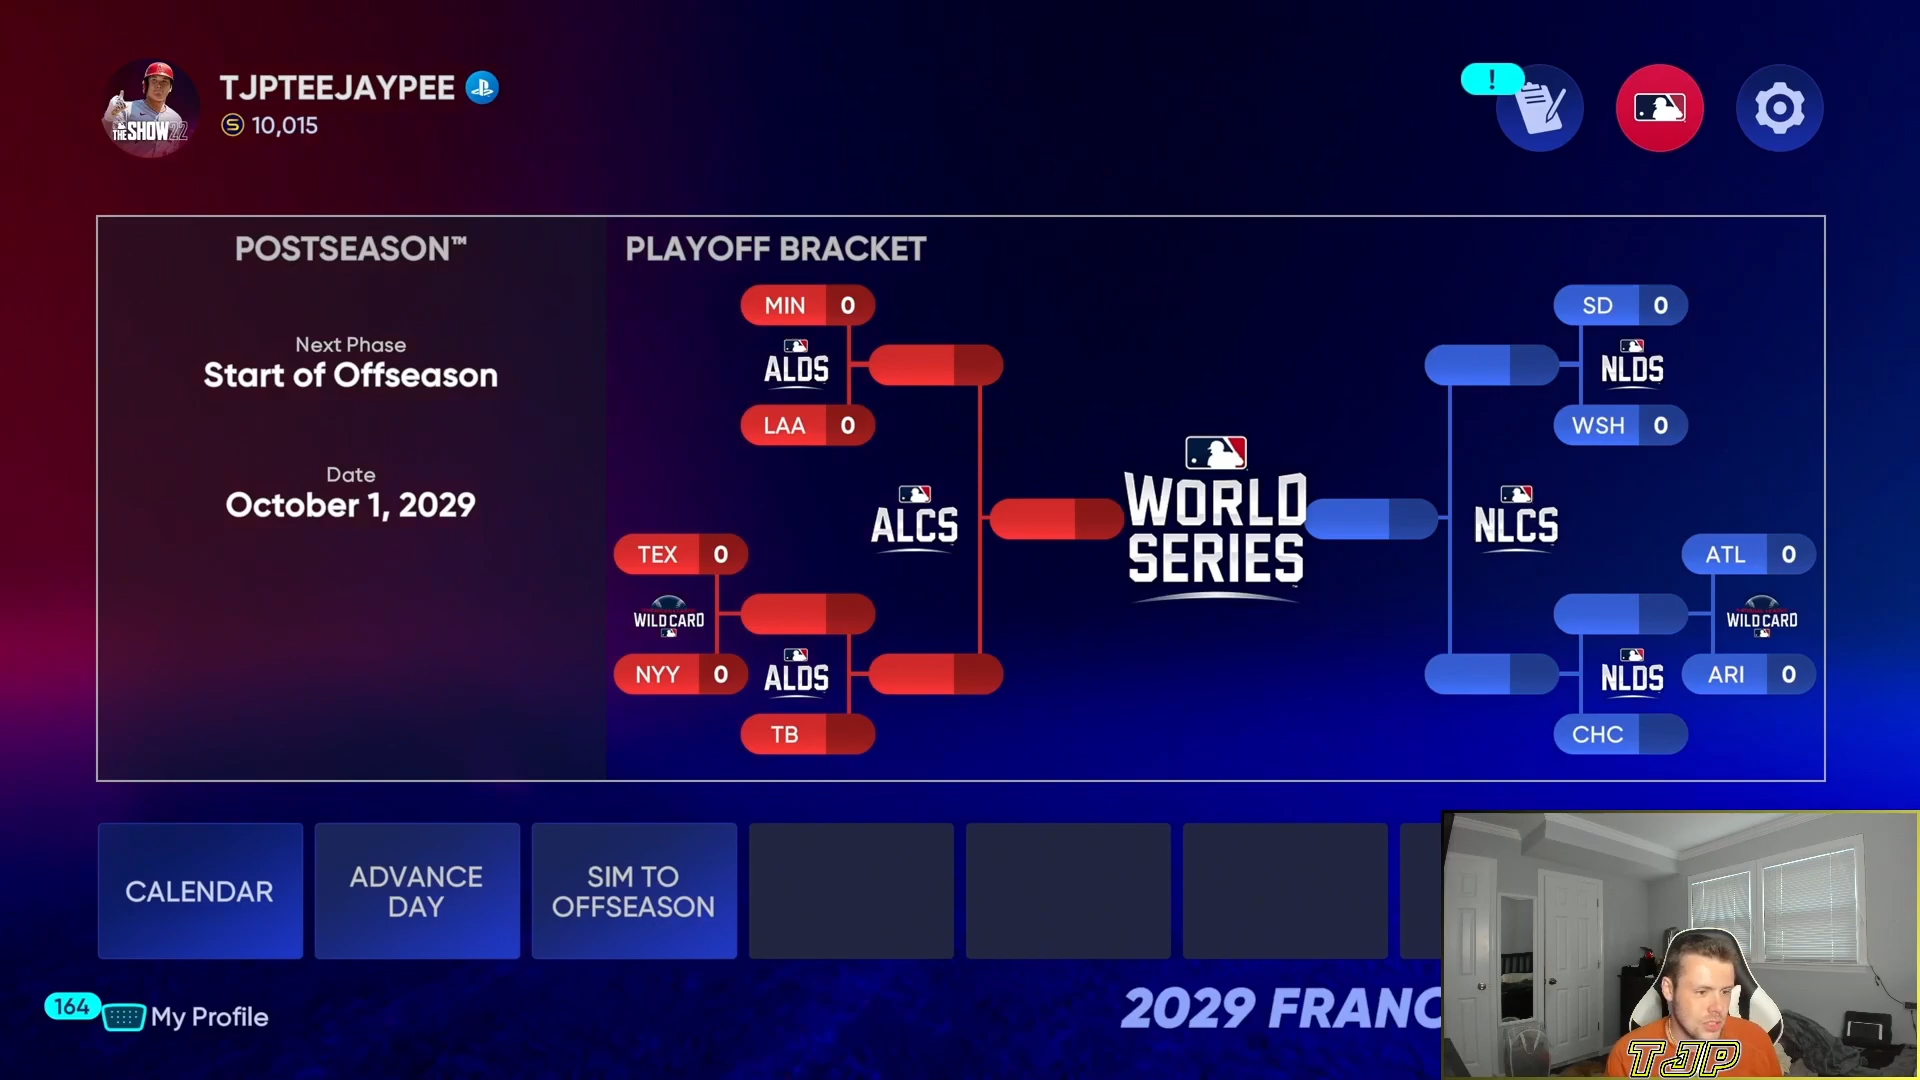 TJPTEEJAYPEE
10,015
THE SHOW 22
!
POSTSEASON™
Next Phase
Start of Offseason
Date
October 1, 2029
PLAYOFF BRACKET
MIN 0
ALDS
LAA 0
ALCS
TEX 0
WILD CARD
NYY 0
ALDS
TB
WORLD
SERIES
SD 0
NLDS
WSH 0
NLCS
ATL 0
WILD CARD
ARI 0
NLDS
CHC
CALENDAR
ADVANCE
DAY
SIM TO
OFFSEASON
164
My Profile
2029 FRANC
TJP